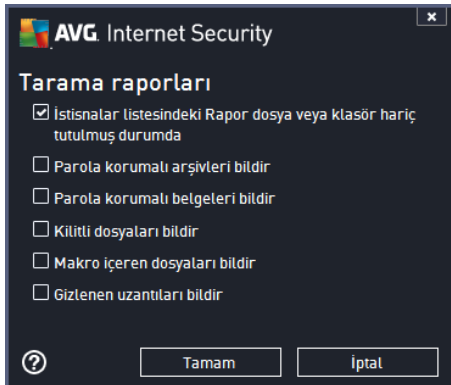 AVG. Internet Security
Tarama raporları
İstisnalar listesindeki Rapor dosya veya klasör hariç
tutulmuş durumda
Parola korumalı arşivleri bildir
Parola korumalı belgeleri bildir
Kilitli dosyaları bildir
Makro içeren dosyaları bildir
Gizlenen uzantıları bildir
Tamam
İptal